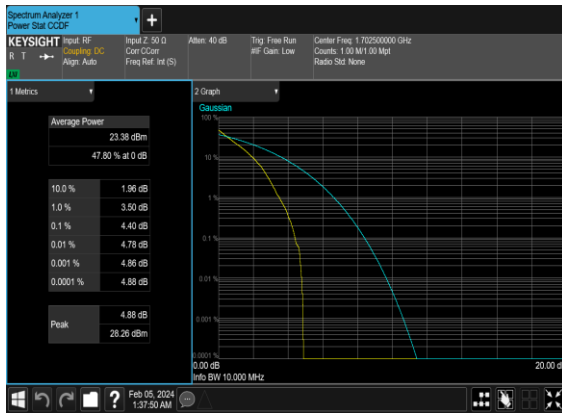 Spectrum Analyzer 1
Power Stat CCDF
KEYSIGHT
R T
LXI
Input: RF
Coupling: DC
Align: Auto
Input Z: 50 Ω
Corr CCorr
Freq Ref: Int (S)
Atten: 40 dB
Trig: Free Run
#IF Gain: Low
Center Freq: 1.702500000 GHz
Counts: 1.00 M/1.00 Mpt
Radio Std: None
1 Metrics
Average Power
23.38 dBm
47.80 % at 0 dB
10.0 % 1.96 dB
1.0 % 3.50 dB
0.1 % 4.40 dB
0.01 % 4.78 dB
0.001 % 4.86 dB
0.0001 % 4.88 dB
Peak
4.88 dB
28.26 dBm
2 Graph
Gaussian
100 %
10 %
1 %
0.1 %
0.01 %
0.001 %
0.0001 %
0.00 dB
20.00 d
Info BW 10.000 MHz
?
Feb 05, 2024
1:37:50 AM